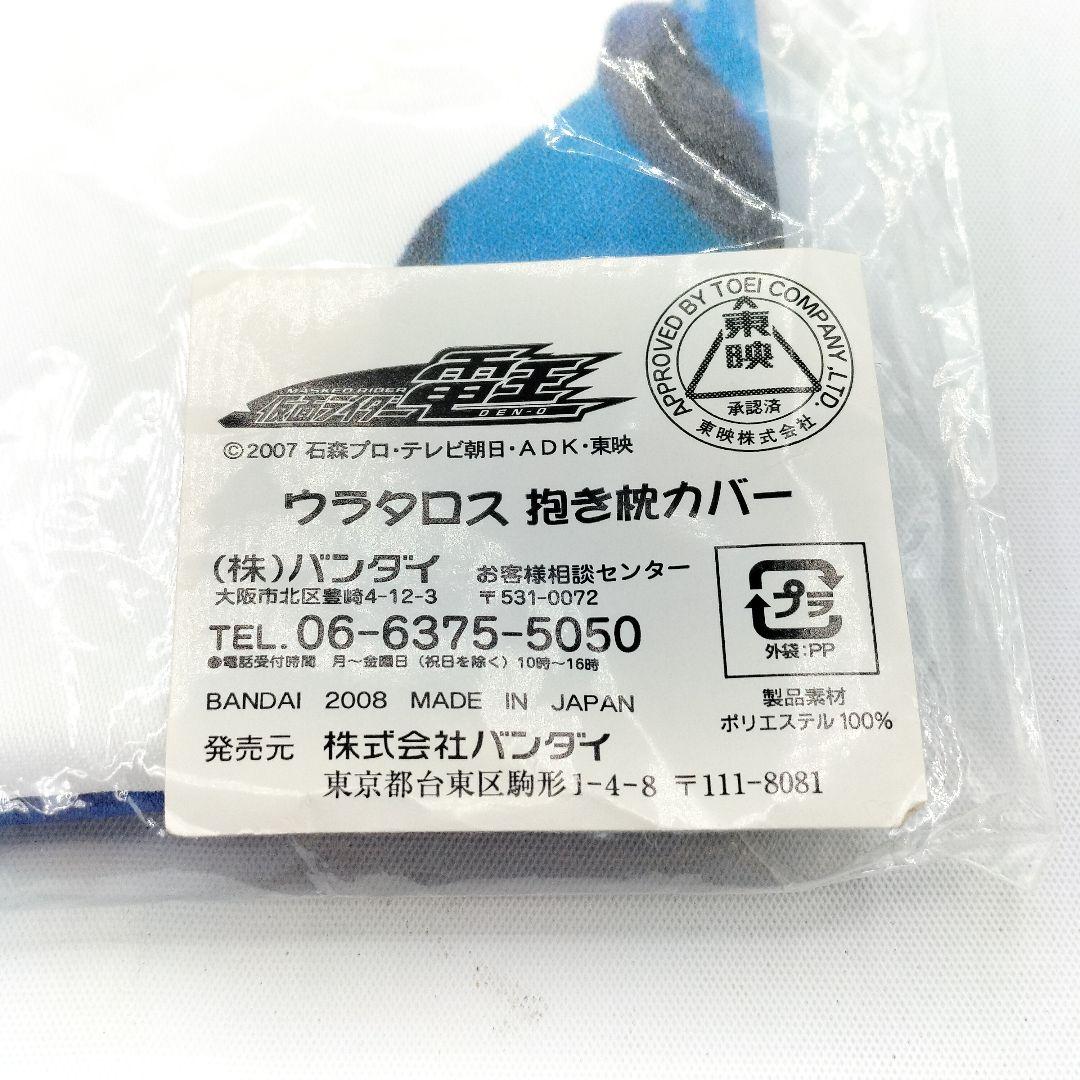 MASKED RIDER
仮面ライダー電王
DEN-O
©2007 石森プロ・テレビ朝日・ADK・東映
APPROVED BY TOEI COMPANY, LTD.
東映
承認済
東映株式会社
ウラタロス 抱き枕カバー
(株)バンダイ お客様相談センター
大阪市北区豊崎4-12-3 〒531-0072
TEL. 06-6375-5050
●電話受付時間 月～金曜日(祝日を除く)10時～16時
プラ
外袋:PP
BANDAI 2008 MADE IN JAPAN
製品素材
ポリエステル100%
発売元 株式会社バンダイ
東京都台東区駒形1-4-8 〒111-8081